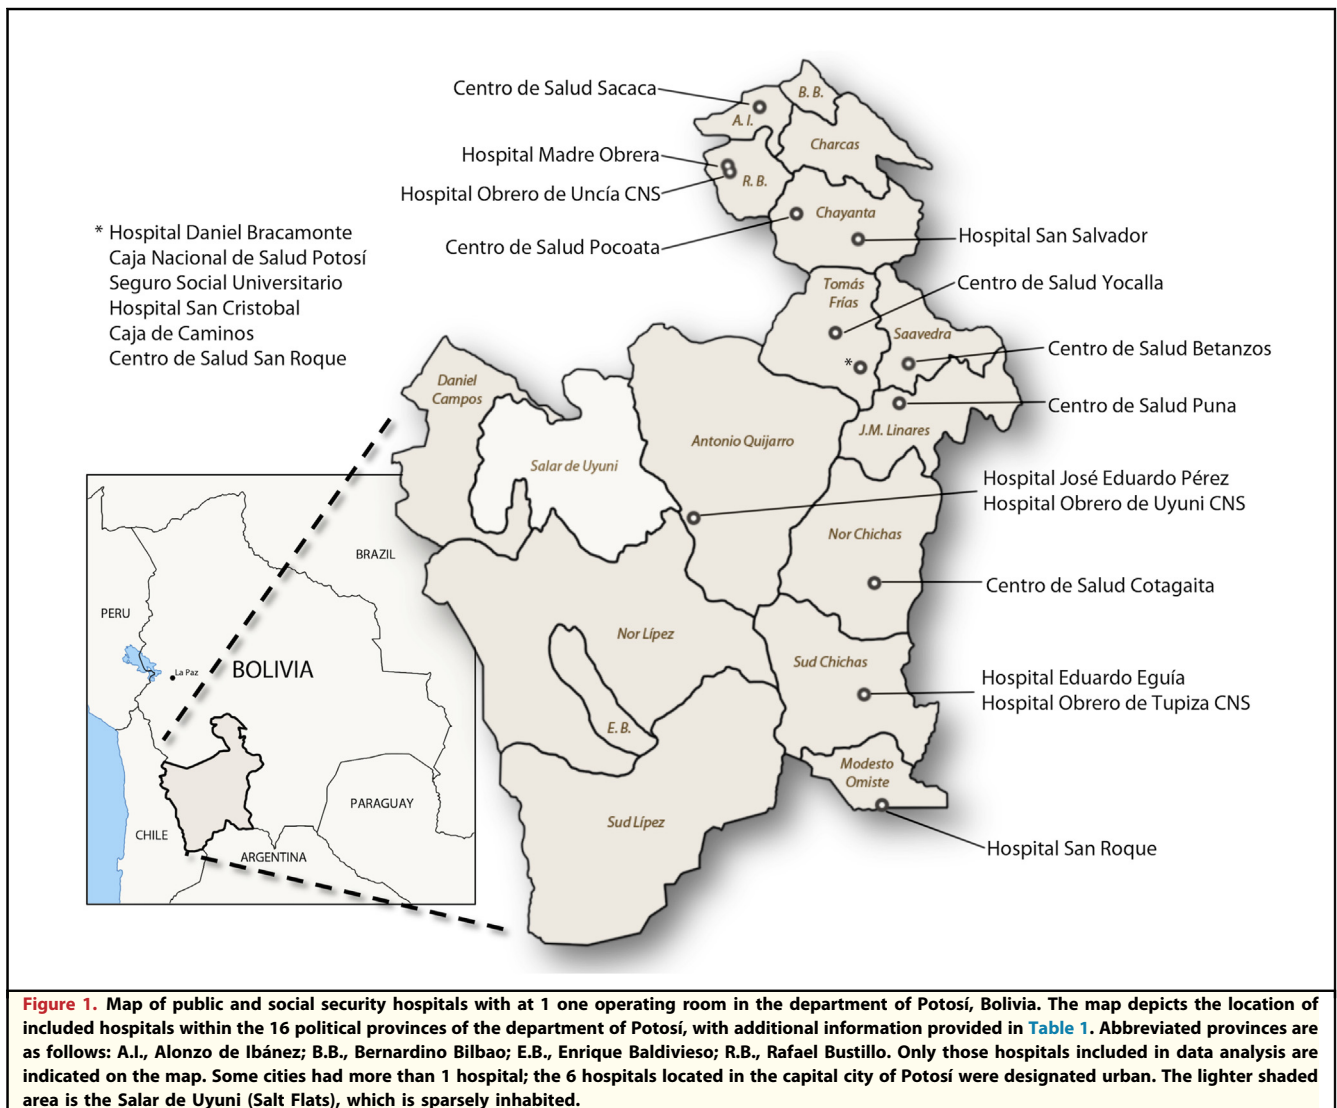 Centro de Salud Sacaca
B. B.
A. I.
Charcas
Hospital Madre Obrera
R. B.
Hospital Obrero de Uncía CNS
Chayanta
* Hospital Daniel Bracamonte
Caja Nacional de Salud Potosí
Seguro Social Universitario
Hospital San Cristobal
Caja de Caminos
Centro de Salud San Roque
Centro de Salud Pocoata
Hospital San Salvador
Tomás
Frías
Centro de Salud Yocalla
Saavedra
*
Centro de Salud Betanzos
Daniel
Campos
Centro de Salud Puna
J.M. Linares
Antonio Quijarro
Salar de Uyuni
Hospital José Eduardo Pérez
Hospital Obrero de Uyuni CNS
Nor Chichas
BRAZIL
Centro de Salud Cotagaita
PERU
Nor Lípez
La Paz
BOLIVIA
Sud Chichas
Hospital Eduardo Eguía
Hospital Obrero de Tupiza CNS
E. B.
Modesto
Omiste
PARAGUAY
Sud Lípez
CHILE
Hospital San Roque
ARGENTINA
Figure 1. Map of public and social security hospitals with at 1 one operating room in the department of Potosí, Bolivia. The map depicts the location of
included hospitals within the 16 political provinces of the department of Potosí, with additional information provided in Table 1. Abbreviated provinces are
as follows: A.I., Alonzo de Ibánez; B.B., Bernardino Bilbao; E.B., Enrique Baldivieso; R.B., Rafael Bustillo. Only those hospitals included in data analysis are
indicated on the map. Some cities had more than 1 hospital; the 6 hospitals located in the capital city of Potosí were designated urban. The lighter shaded
area is the Salar de Uyuni (Salt Flats), which is sparsely inhabited.